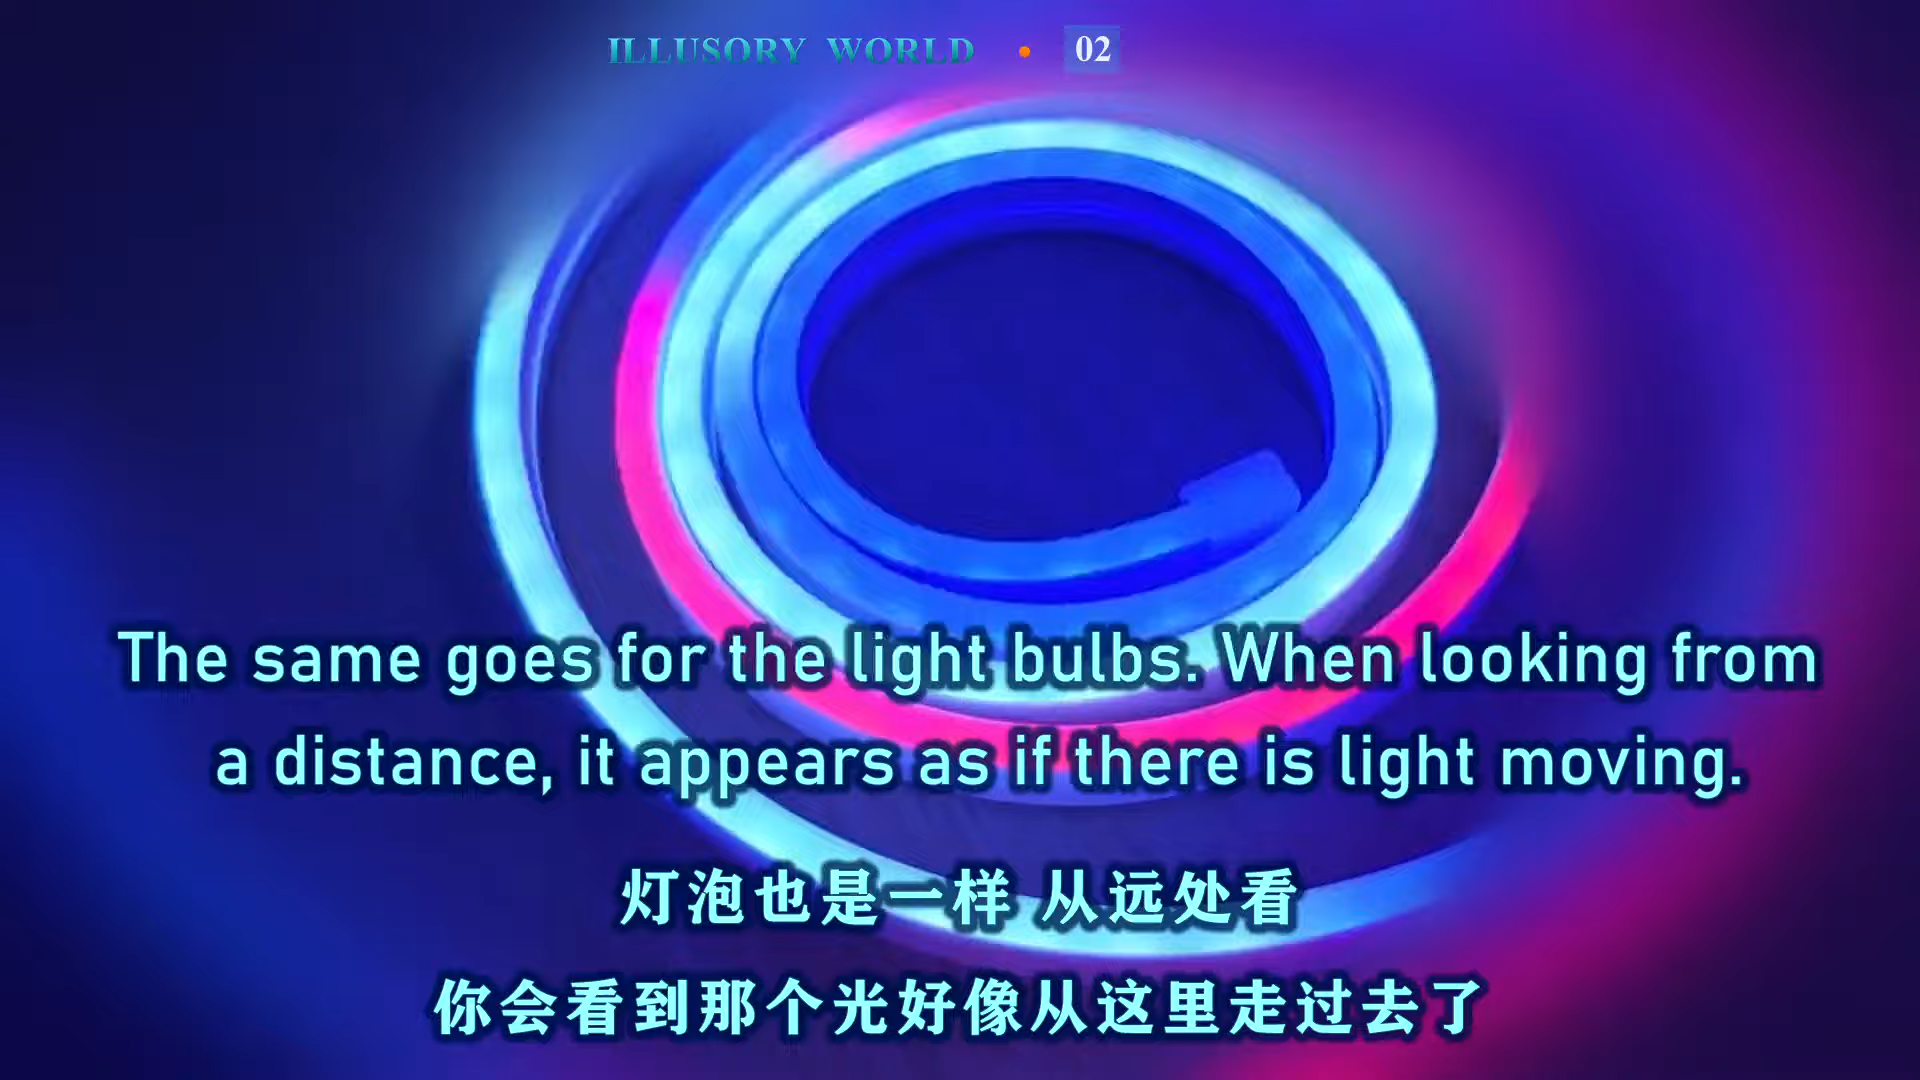 ILLUSORY WORLD • 02
The same goes for the light bulbs. When looking from
a distance, it appears as if there is light moving.
灯泡也是一样 从远处看
你会看到那个光好像从这里走过去了